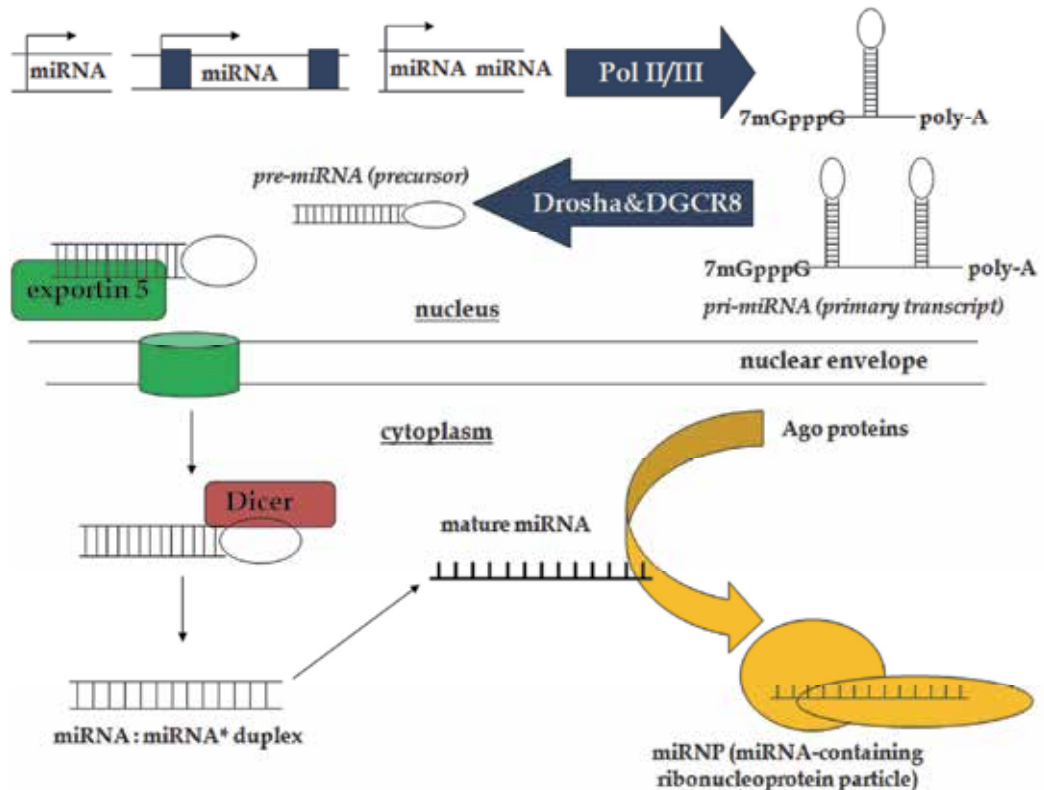 miRNA
miRNA
miRNA miRNA
Pol II/III
7mGpppG
poly-A
pre-miRNA (precursor)
Drosha&DGCR8
7mGpppG
poly-A
pri-miRNA (primary transcript)
exportin 5
nucleus
nuclear envelope
cytoplasm
Ago proteins
Dicer
mature miRNA
miRNA : miRNA* duplex
miRNP (miRNA-containing
ribonucleoprotein particle)